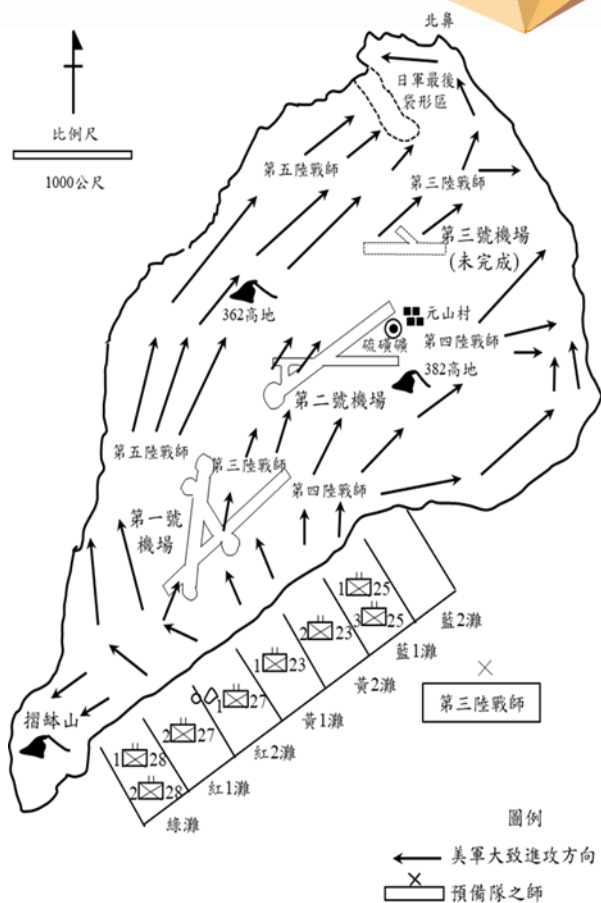 北鼻
日軍最後
袋形區
比例尺
1000公尺
第五陸戰師
第三陸戰師
第三號機場
(未完成)
362高地
元山村
硫磺礦
第四陸戰師
382高地
第二號機場
第五陸戰師
第三陸戰師
第四陸戰師
第一號
機場
1 25
3 25
2 23
1 23
1 27
2 27
1 28
2 28
藍2灘
藍1灘
黃2灘
黃1灘
紅2灘
紅1灘
綠灘
摺缽山
第三陸戰師
圖例
美軍大致進攻方向
預備隊之師